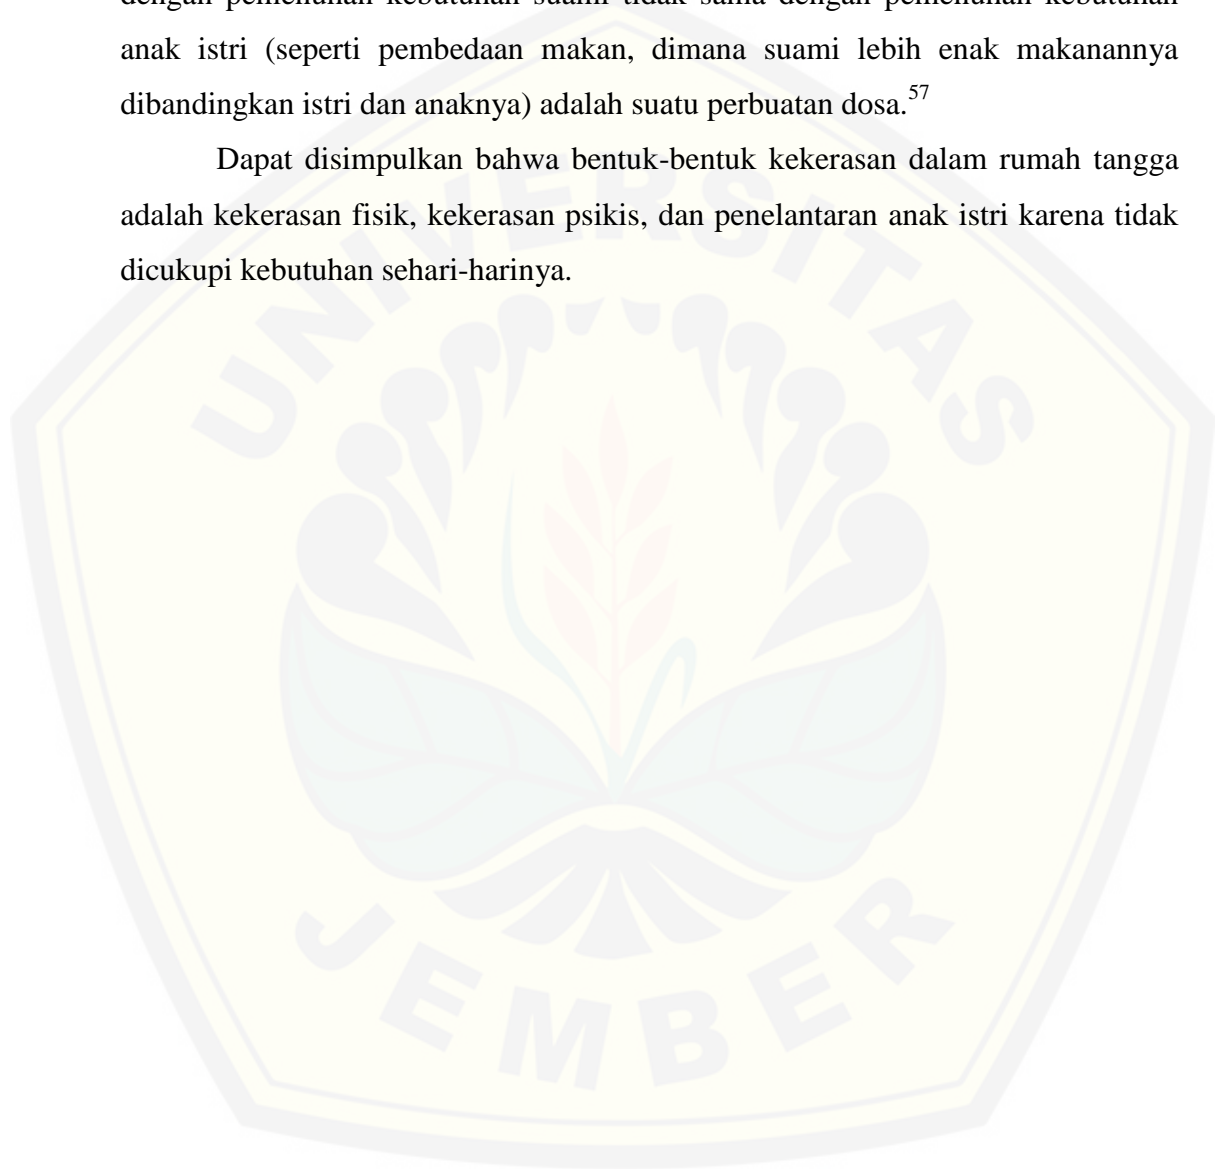 dengan pemenuhan kebutuhan suami tidak sama dengan pemenuhan kebutuhan
anak istri (seperti pembedaan makan, dimana suami lebih enak makanannya
dibandingkan istri dan anaknya) adalah suatu perbuatan dosa.57
Dapat disimpulkan bahwa bentuk-bentuk kekerasan dalam rumah tangga
adalah kekerasan fisik, kekerasan psikis, dan penelantaran anak istri karena tidak
dicukupi kebutuhan sehari-harinya.
UNIVERSITAS
JEMBER